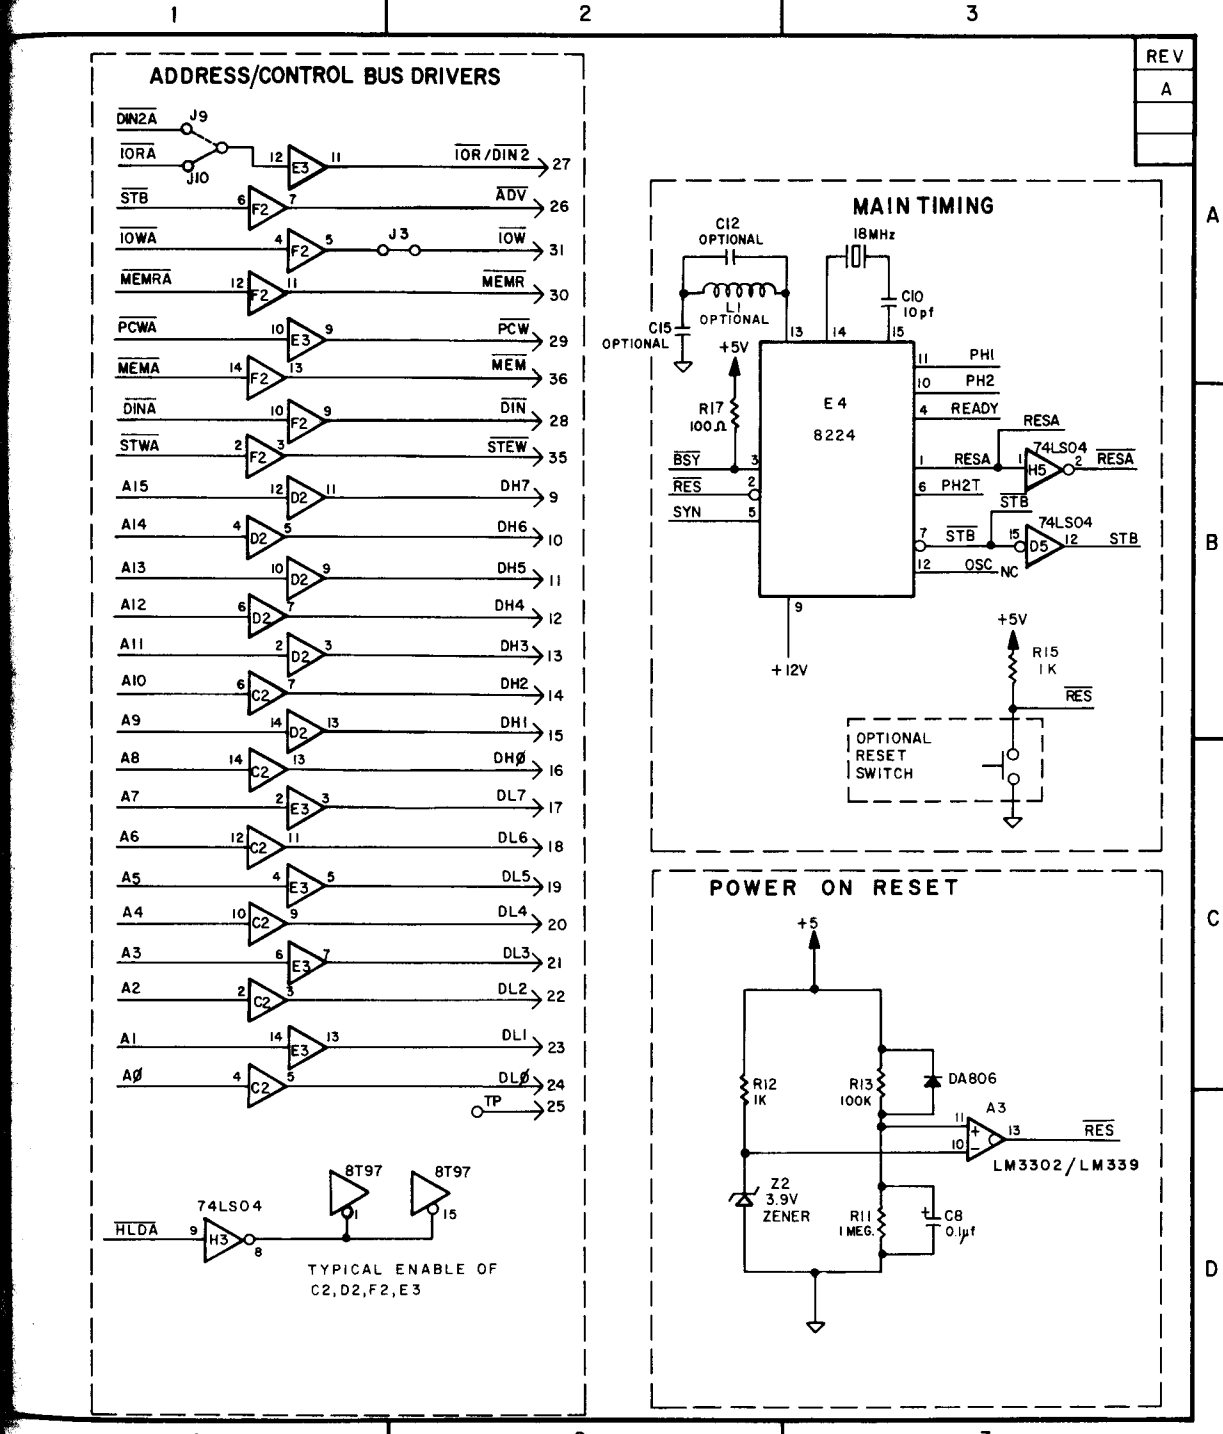 1 2 3
REV
A
A
B
C
D
ADDRESS/CONTROL BUS DRIVERS
DIN2A J9
IORA J10 12 E3 11 IOR/DIN2 27
STB 6 F2 7 ADV 26
IOWA 4 F2 5 J3 IOW 31
MEMRA 12 F2 11 MEMR 30
PCWA 10 E3 9 PCW 29
MEMA 14 F2 13 MEM 36
DINA 10 F2 9 DIN 28
STWA 2 F2 3 STEW 35
A15 12 D2 11 DH7 9
A14 4 D2 5 DH6 10
A13 10 D2 9 DH5 11
A12 6 D2 7 DH4 12
A11 2 D2 3 DH3 13
A10 6 C2 7 DH2 14
A9 14 D2 13 DH1 15
A8 14 C2 13 DHØ 16
A7 2 E3 3 DL7 17
A6 12 C2 11 DL6 18
A5 4 E3 5 DL5 19
A4 10 C2 9 DL4 20
A3 6 E3 7 DL3 21
A2 2 C2 3 DL2 22
A1 14 E3 13 DL1 23
AØ 4 C2 5 DLØ 24
TP 25
8T97 8T97
1 15
74LS04
HLDA 9 H3 8
TYPICAL ENABLE OF
C2,D2,F2,E3
MAIN TIMING
C12
OPTIONAL
18MHz
L1
OPTIONAL
C15
OPTIONAL
C10
10pf
13 14 15
+5V
R17
100Ω
E4
8224
BSY 3
RES 2
SYN 5
11 PH1
10 PH2
4 READY
RESA
1 RESA 1 74LS04 H5 2 RESA
6 PH2T
STB
7 STB 15 74LS04 D5 12 STB
12 OSC NC
9
+12V
+5V
R15
1K
RES
OPTIONAL
RESET
SWITCH
POWER ON RESET
+5
R12
1K
R13
100K
DA806
A3
11 +
10 -
13 RES
LM3302/LM339
Z2
3.9V
ZENER
R11
1 MEG.
+ C8
0.1µf